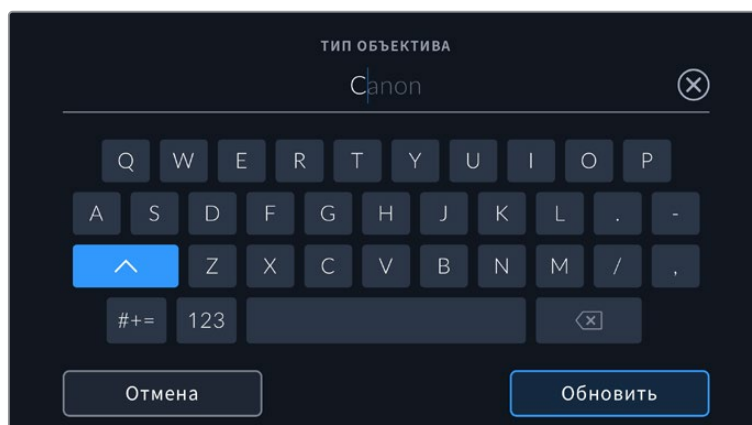 ТИП ОБЪЕКТИВА
Canon
Q W E R T Y U I O P
A S D F G H J K L . -
Z X C V B N M / ,
#+= 123
Отмена Обновить